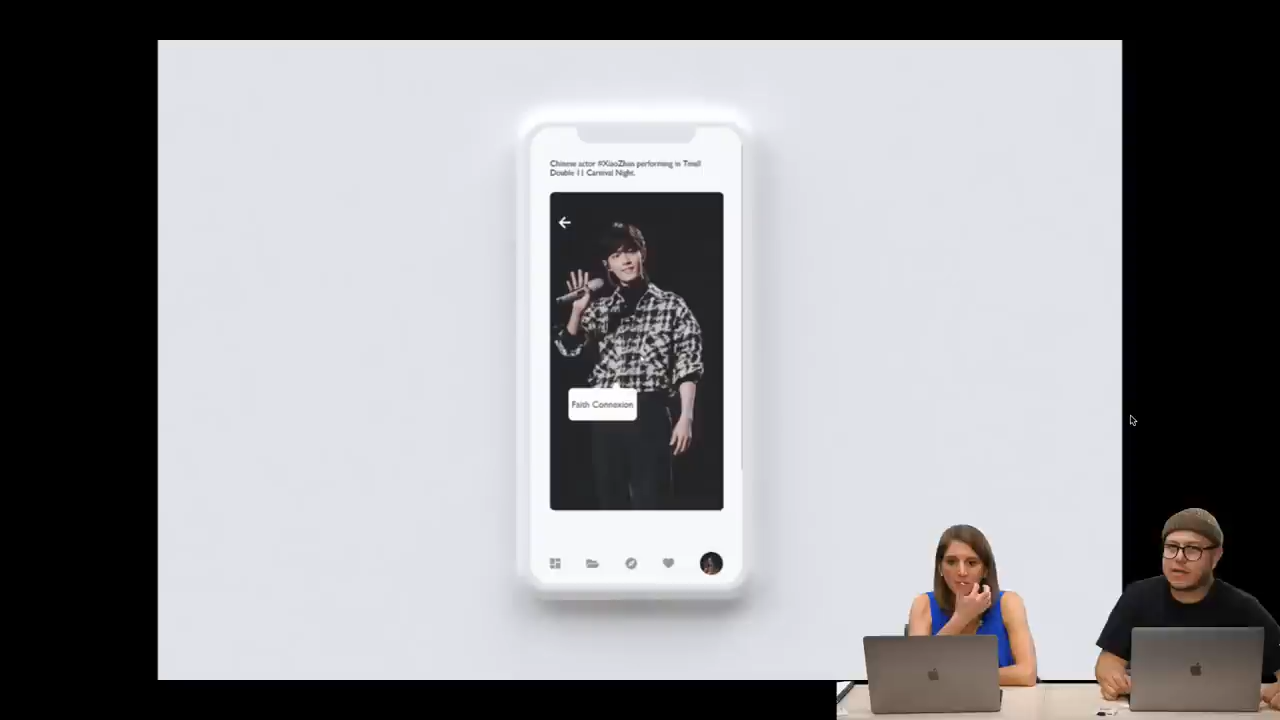 Chinese actor #XiaoZhan performing in Tmall
Double 11 Carnival Night.
Faith Connexion